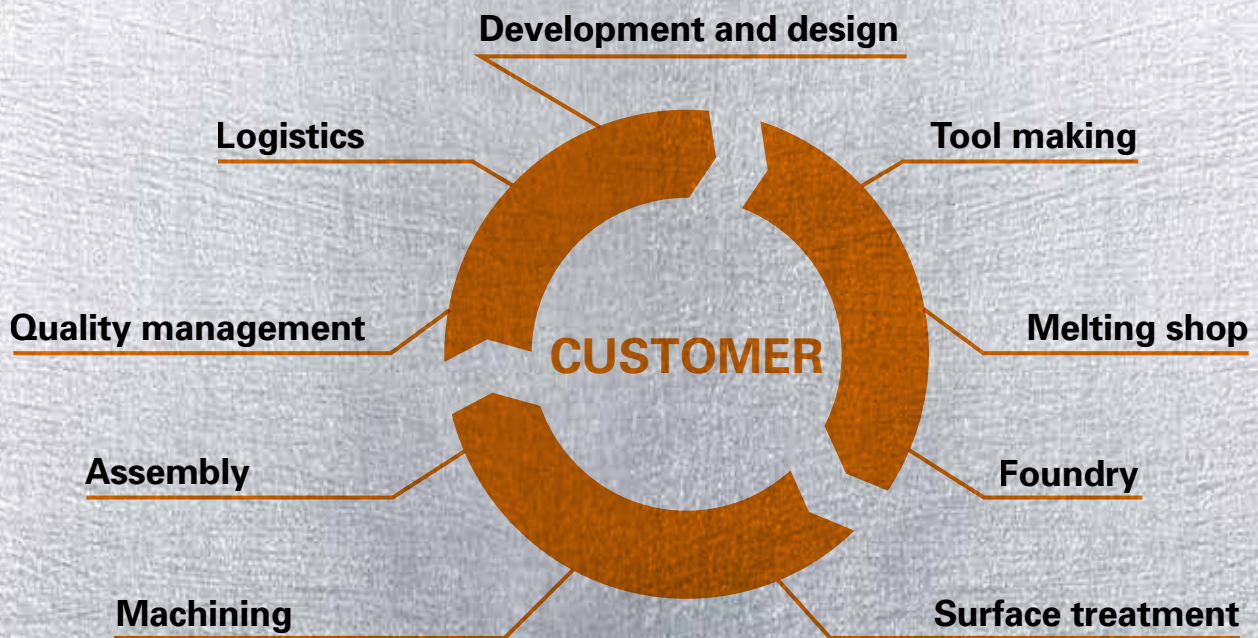 Development and design
Logistics
Tool making
Quality management
CUSTOMER
Melting shop
Assembly
Foundry
Machining
Surface treatment